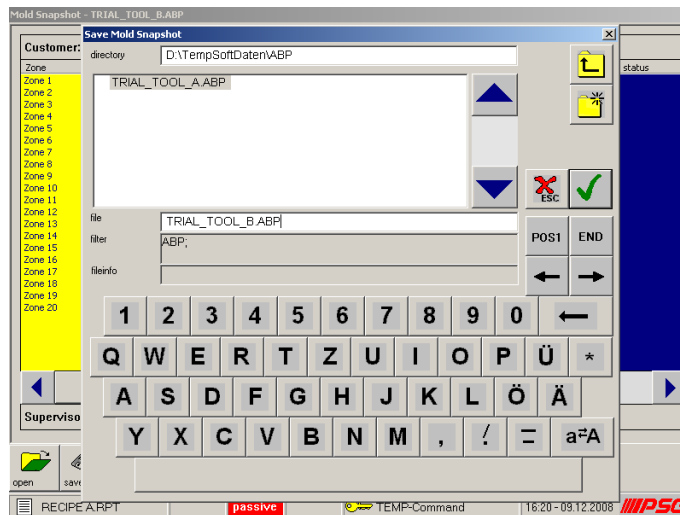 Mold Snapshot - TRIAL_TOOL_B.ABP
Save Mold Snapshot
Customer:
directory
D:\TempSoftDaten\ABP
Zone
status
TRIAL_TOOL_A.ABP
Zone 1
Zone 2
Zone 3
Zone 4
Zone 5
Zone 6
Zone 7
Zone 8
Zone 9
Zone 10
Zone 11
Zone 12
Zone 13
Zone 14
Zone 15
Zone 16
Zone 17
Zone 18
Zone 19
Zone 20
ESC
file
TRIAL_TOOL_B.ABP
filter
ABP;
POS1 END
fileinfo
1 2 3 4 5 6 7 8 9 0
Q W E R T Z U I O P Ü *
A S D F G H J K L Ö Ä
Y X C V B N M , ! = a⇄A
Superviso
open save
RECIPE A.RPT passive TEMP-Command 16:20 - 09.12.2008 PSG